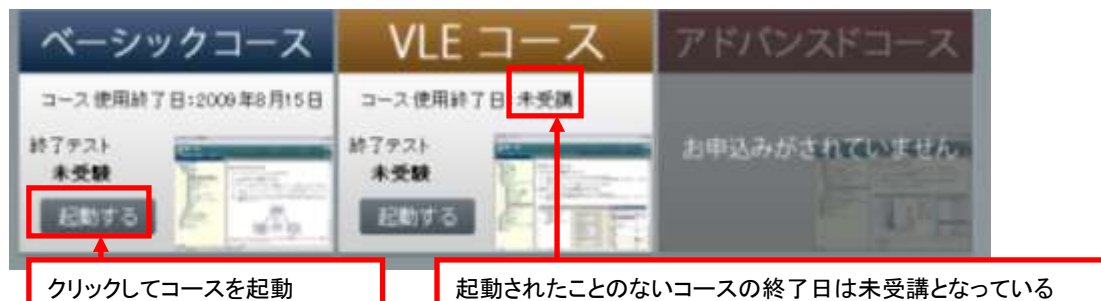 ベーシックコース
コース使用終了日:2009年8月15日
終了テスト
未受験
起動する
VLE コース
コース使用終了日:未受講
終了テスト
未受験
起動する
アドバンスドコース
お申込みがされていません
クリックしてコースを起動
起動されたことのないコースの終了日は未受講となっている